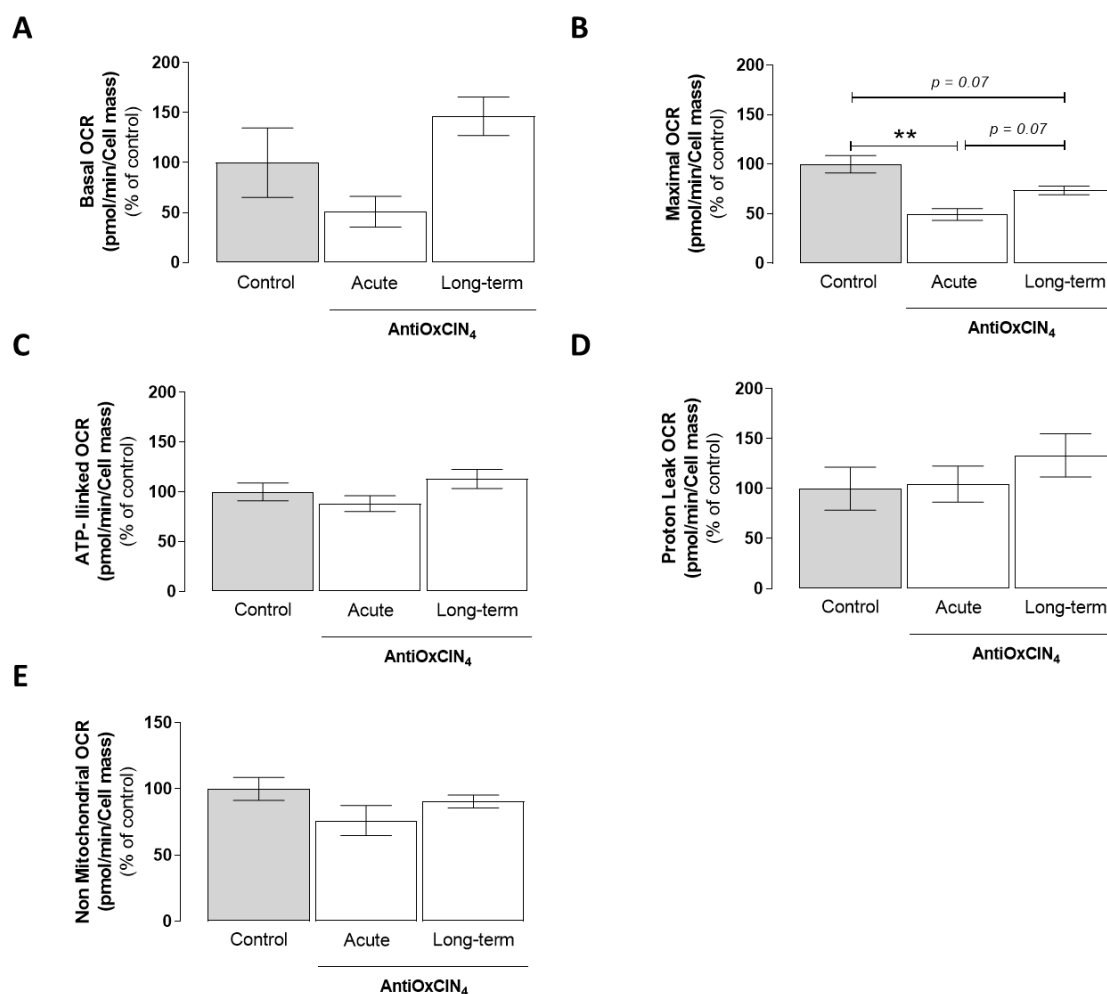 A
Basal OCR
(pmol/min/Cell mass)
(% of control)
200
150
100
50
0
Control
Acute
Long-term
AntiOxCIN₄
B
Maximal OCR
(pmol/min/Cell mass)
(% of control)
200
150
100
50
0
p = 0.07
**
p = 0.07
Control
Acute
Long-term
AntiOxCIN₄
C
ATP- llinked OCR
(pmol/min/Cell mass)
(% of control)
200
150
100
50
0
Control
Acute
Long-term
AntiOxCIN₄
D
Proton Leak OCR
(pmol/min/Cell mass)
(% of control)
200
150
100
50
0
Control
Acute
Long-term
AntiOxCIN₄
E
Non Mitochondrial OCR
(pmol/min/Cell mass)
(% of control)
150
100
50
0
Control
Acute
Long-term
AntiOxCIN₄